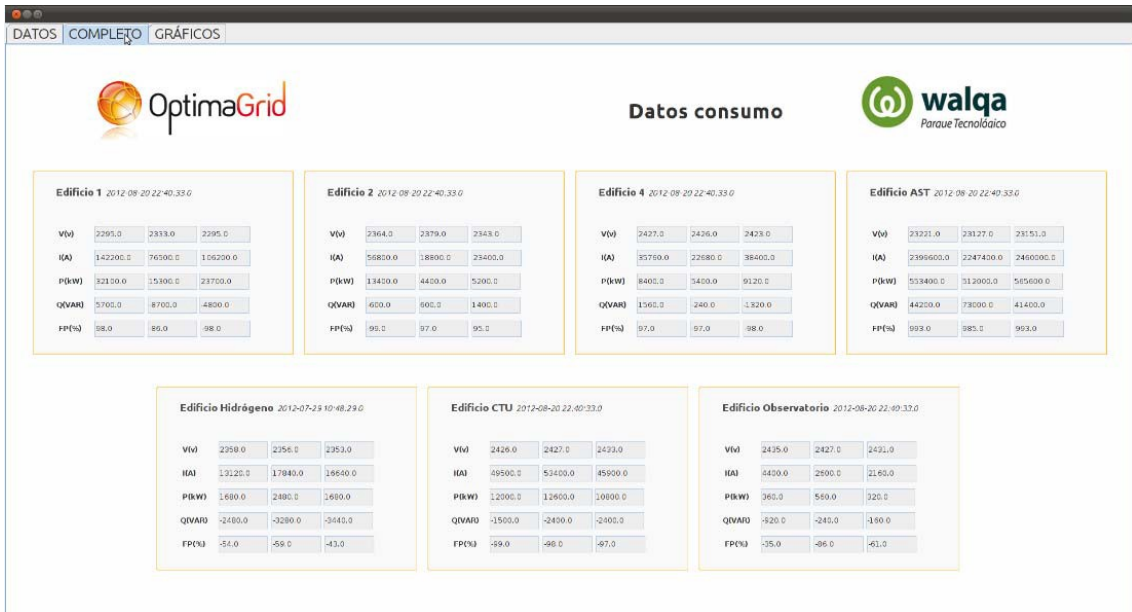 DATOS COMPLETO GRÁFICOS
OptimaGrid
Datos consumo
walqa
Parque Tecnológico
Edificio 1 2012-08-20 22:40:33.0
V(v) 2295.0 2333.0 2295.0
I(A) 142200.0 76500.0 106200.0
P(kW) 32100.0 15300.0 23700.0
Q(VAR) 5700.0 -8700.0 -4800.0
FP(%) 98.0 -86.0 -98.0
Edificio 2 2012-08-20 22:40:33.0
V(v) 2364.0 2379.0 2343.0
I(A) 56800.0 18800.0 23400.0
P(kW) 13400.0 4400.0 5200.0
Q(VAR) -600.0 600.0 1400.0
FP(%) -99.0 97.0 95.0
Edificio 4 2012-08-20 22:40:33.0
V(v) 2427.0 2426.0 2423.0
I(A) 35760.0 22680.0 38400.0
P(kW) 8400.0 5400.0 9120.0
Q(VAR) 1560.0 -240.0 -1320.0
FP(%) 97.0 -97.0 -98.0
Edificio AST 2012-08-20 22:40:33.0
V(v) 23221.0 23127.0 23151.0
I(A) 2399600.0 2247400.0 2460000.0
P(kW) 553400.0 512000.0 565600.0
Q(VAR) 44200.0 73000.0 41400.0
FP(%) 993.0 985.0 993.0
Edificio Hidrógeno 2012-07-29 10:48:29.0
V(v) 2358.0 2356.0 2353.0
I(A) 13120.0 17840.0 16640.0
P(kW) 1680.0 2480.0 1680.0
Q(VAR) -2480.0 -3280.0 -3440.0
FP(%) -54.0 -59.0 -43.0
Edificio CTU 2012-08-20 22:40:33.0
V(v) 2426.0 2427.0 2433.0
I(A) 49500.0 53400.0 45900.0
P(kW) 12000.0 12600.0 10800.0
Q(VAR) -1500.0 -2400.0 -2400.0
FP(%) -99.0 -98.0 -97.0
Edificio Observatorio 2012-08-20 22:40:33.0
V(v) 2435.0 2427.0 2431.0
I(A) 4400.0 2600.0 2160.0
P(kW) 360.0 560.0 320.0
Q(VAR) -920.0 -240.0 -160.0
FP(%) -35.0 -86.0 -61.0